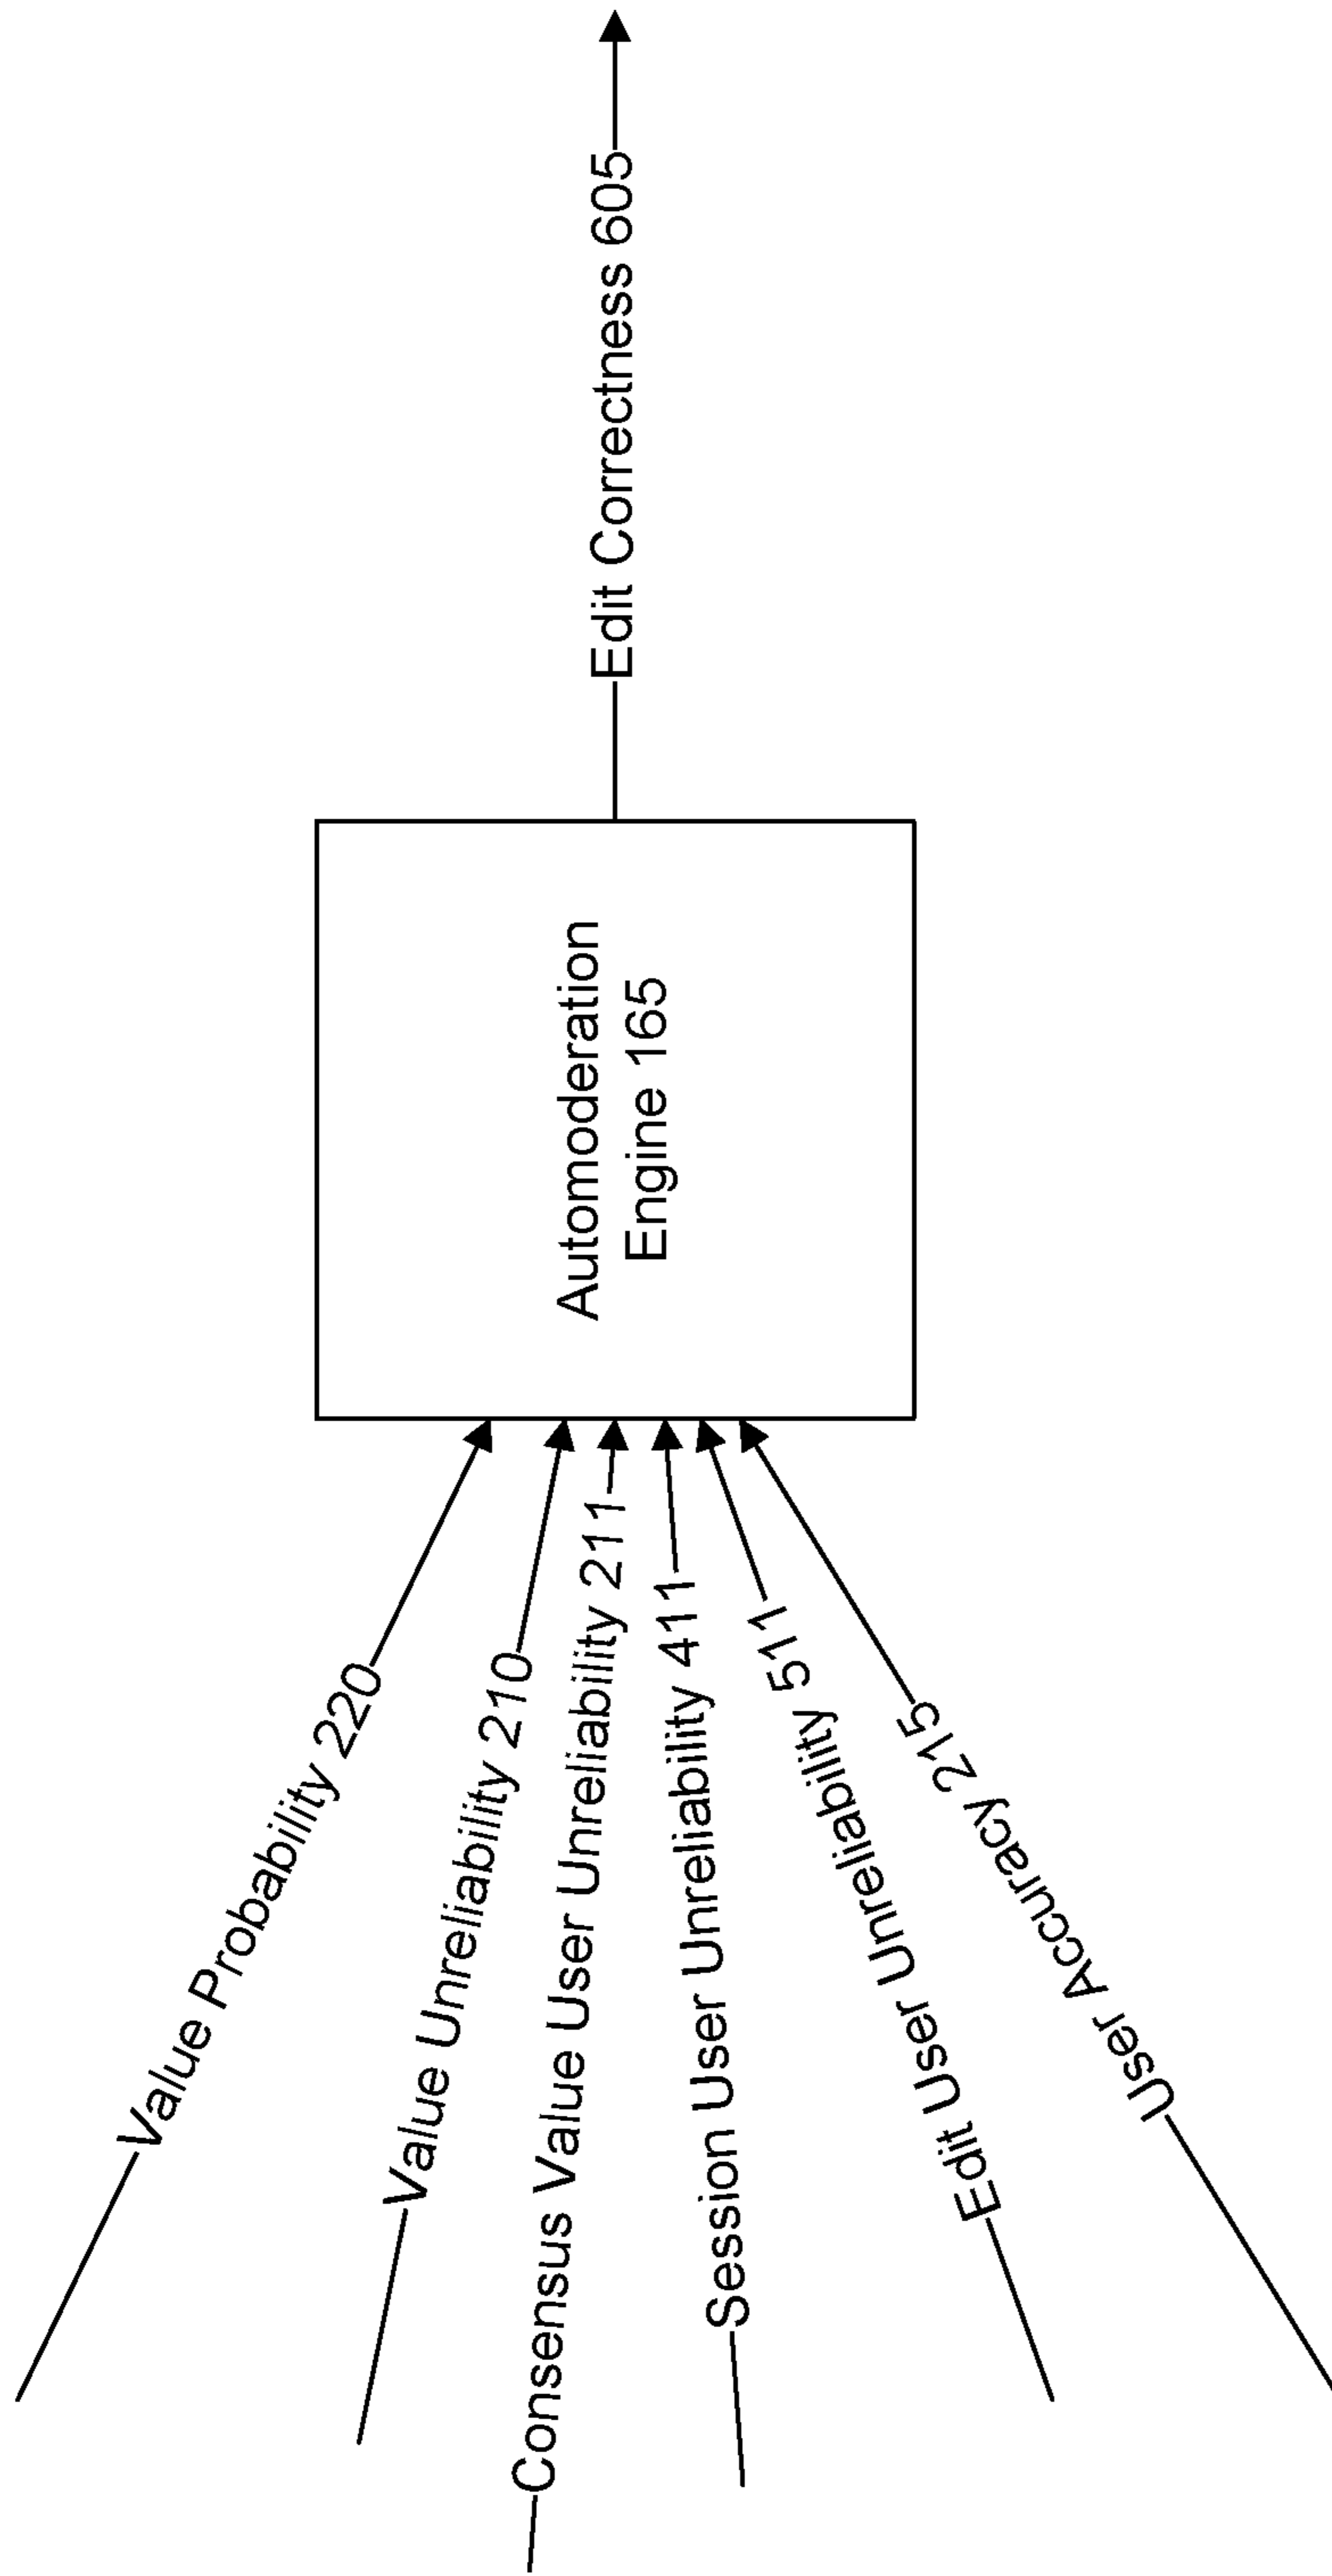 Value Probability 220
Value Unreliability 210
Consensus Value User Unreliability 211
Session User Unreliability 411
Edit User Unreliability 511
User Accuracy 215
Automoderation
Engine 165
Edit Correctness 605